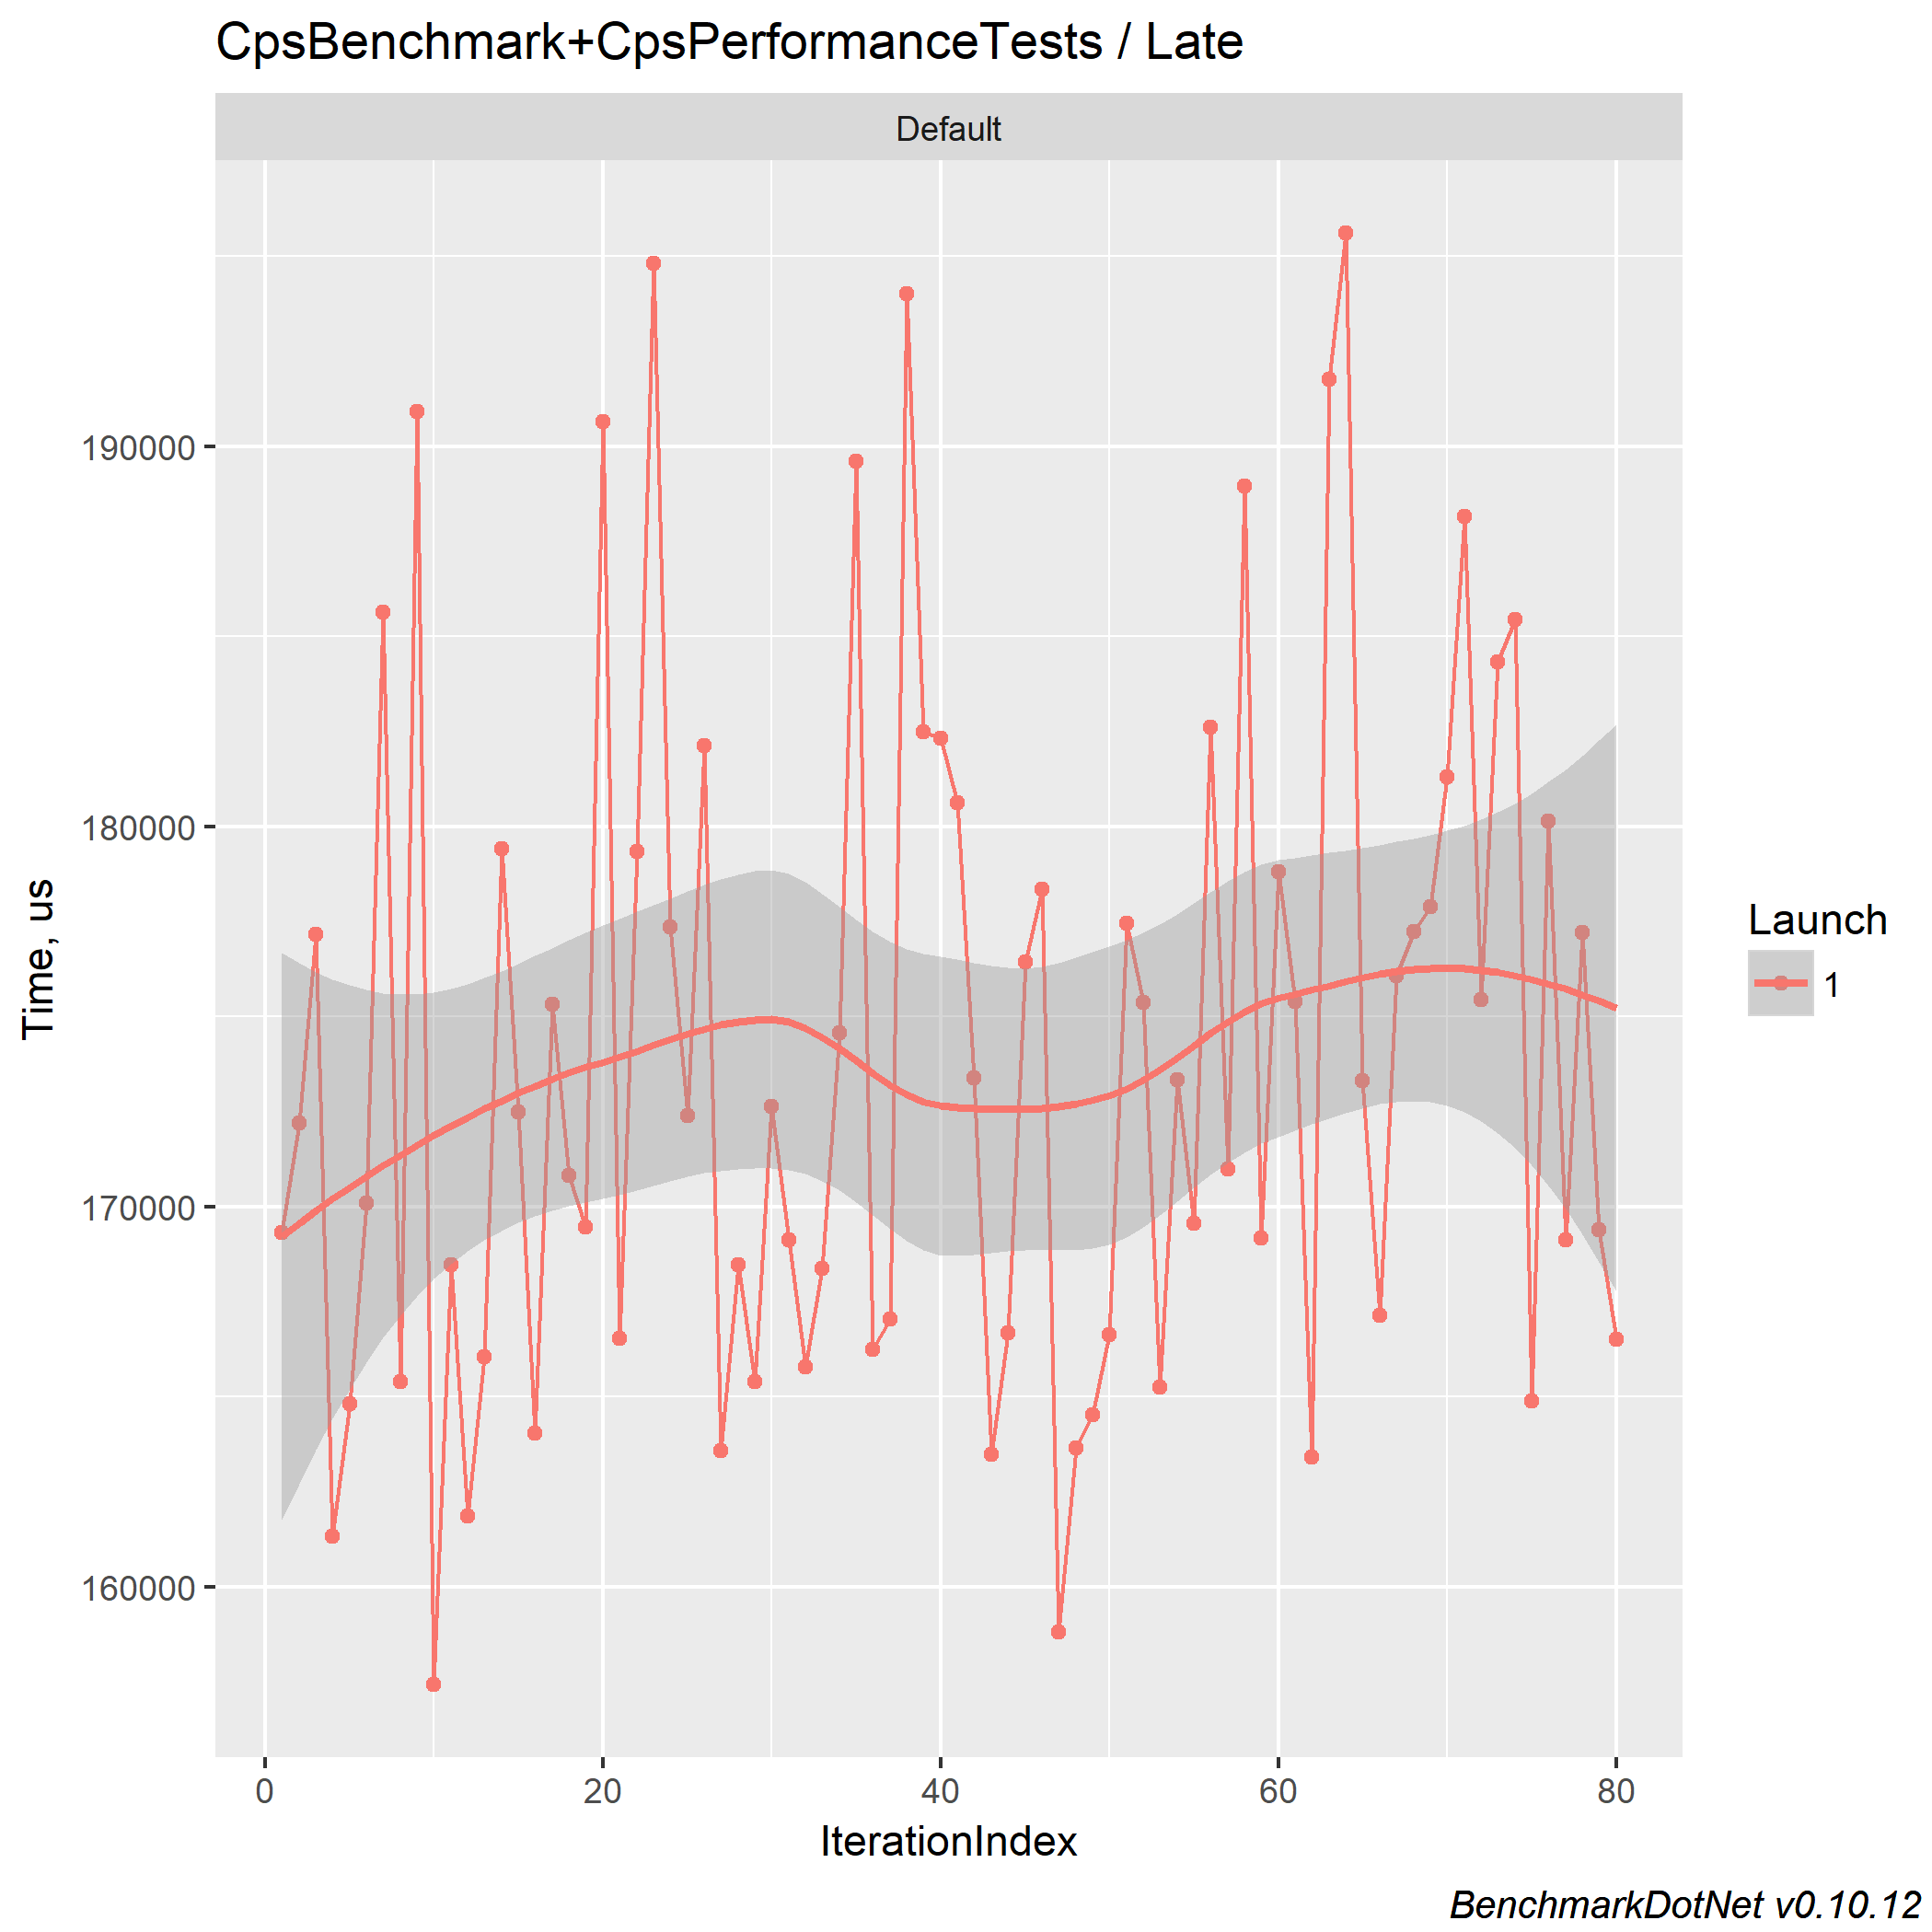 CpsBenchmark+CpsPerformanceTests / Late
Default
190000
180000
170000
160000
Time, us
0 20 40 60 80
IterationIndex
Launch
1
BenchmarkDotNet v0.10.12